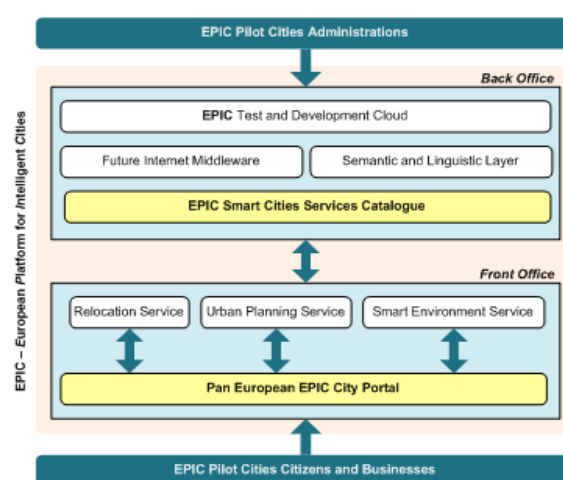 EPIC Pilot Cities Administrations
Back Office
EPIC Test and Development Cloud
Future Internet Middleware
Semantic and Linguistic Layer
EPIC Smart Cities Services Catalogue
EPIC – European Platform for Intelligent Cities
Front Office
Relocation Service
Urban Planning Service
Smart Environment Service
Pan European EPIC City Portal
EPIC Pilot Cities Citizens and Businesses